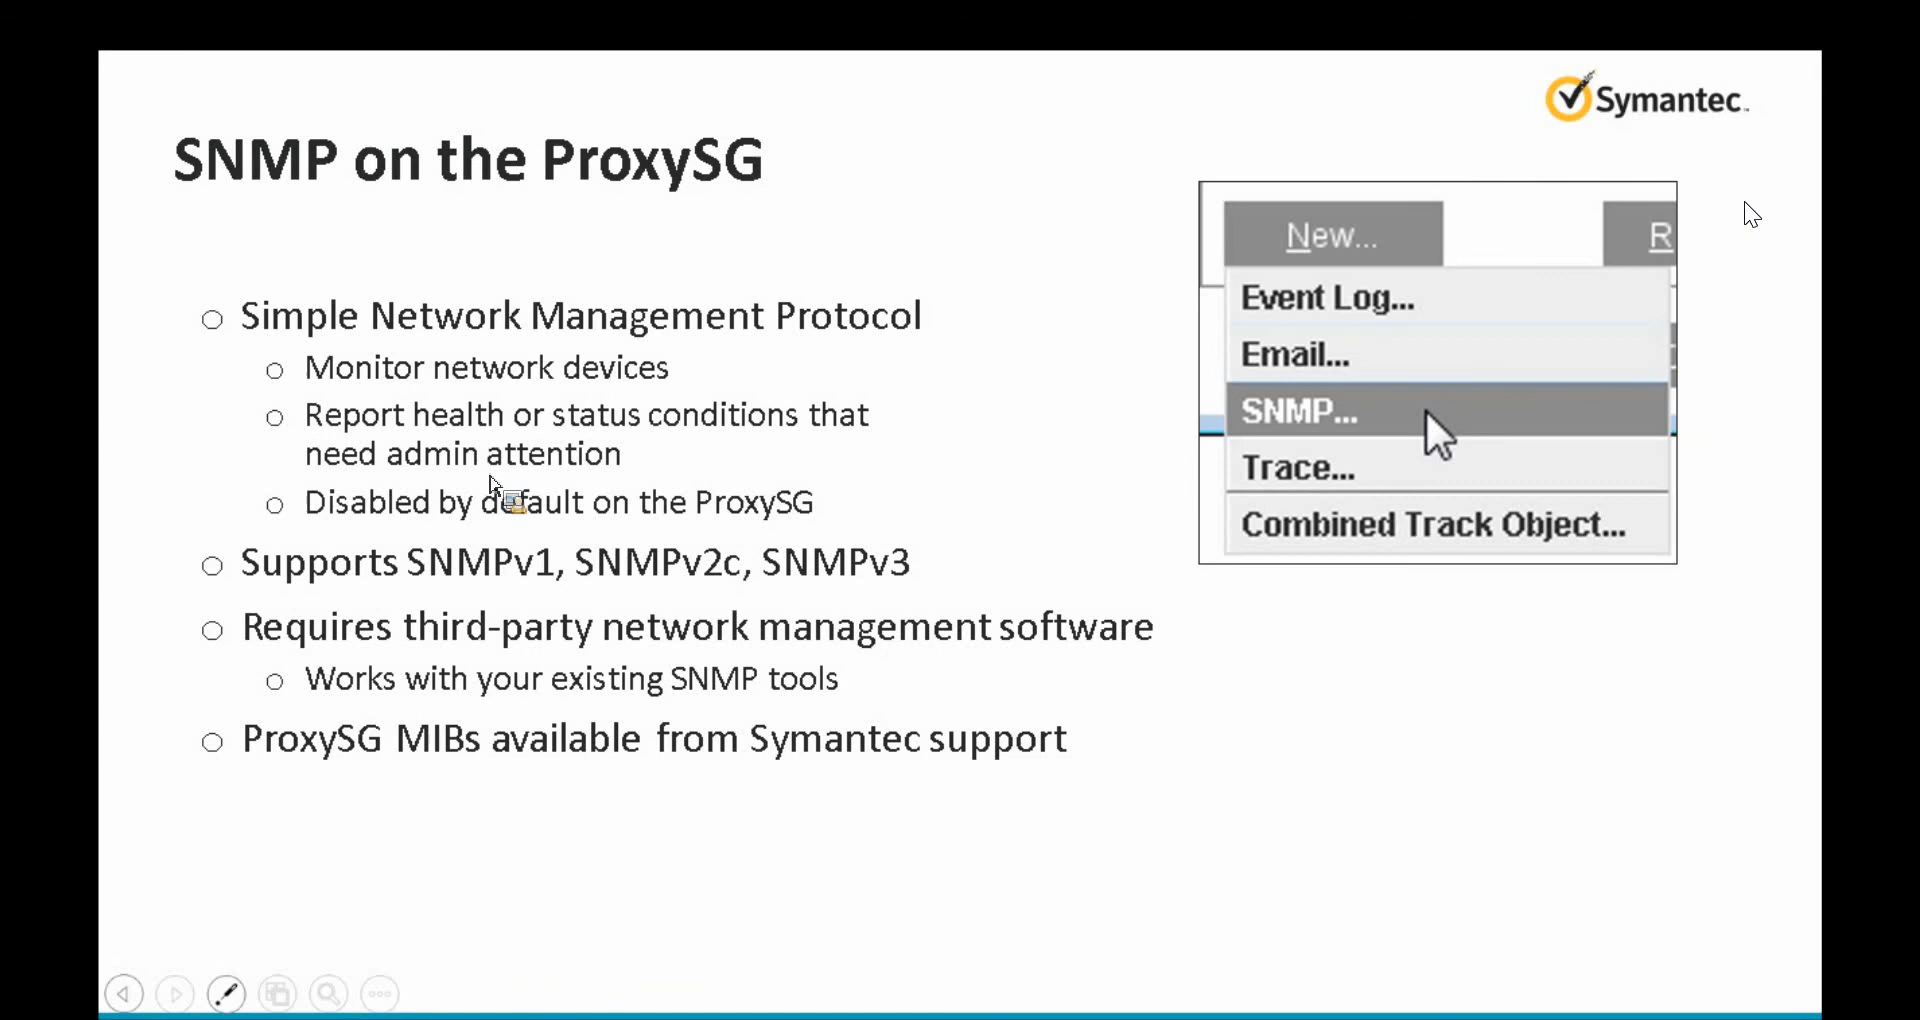 Symantec™
SNMP on the ProxySG
New...
R
Event Log...
Email...
SNMP...
Trace...
Combined Track Object...
○ Simple Network Management Protocol
○ Monitor network devices
○ Report health or status conditions that
need admin attention
○ Disabled by default on the ProxySG
○ Supports SNMPv1, SNMPv2c, SNMPv3
○ Requires third-party network management software
○ Works with your existing SNMP tools
○ ProxySG MIBs available from Symantec support